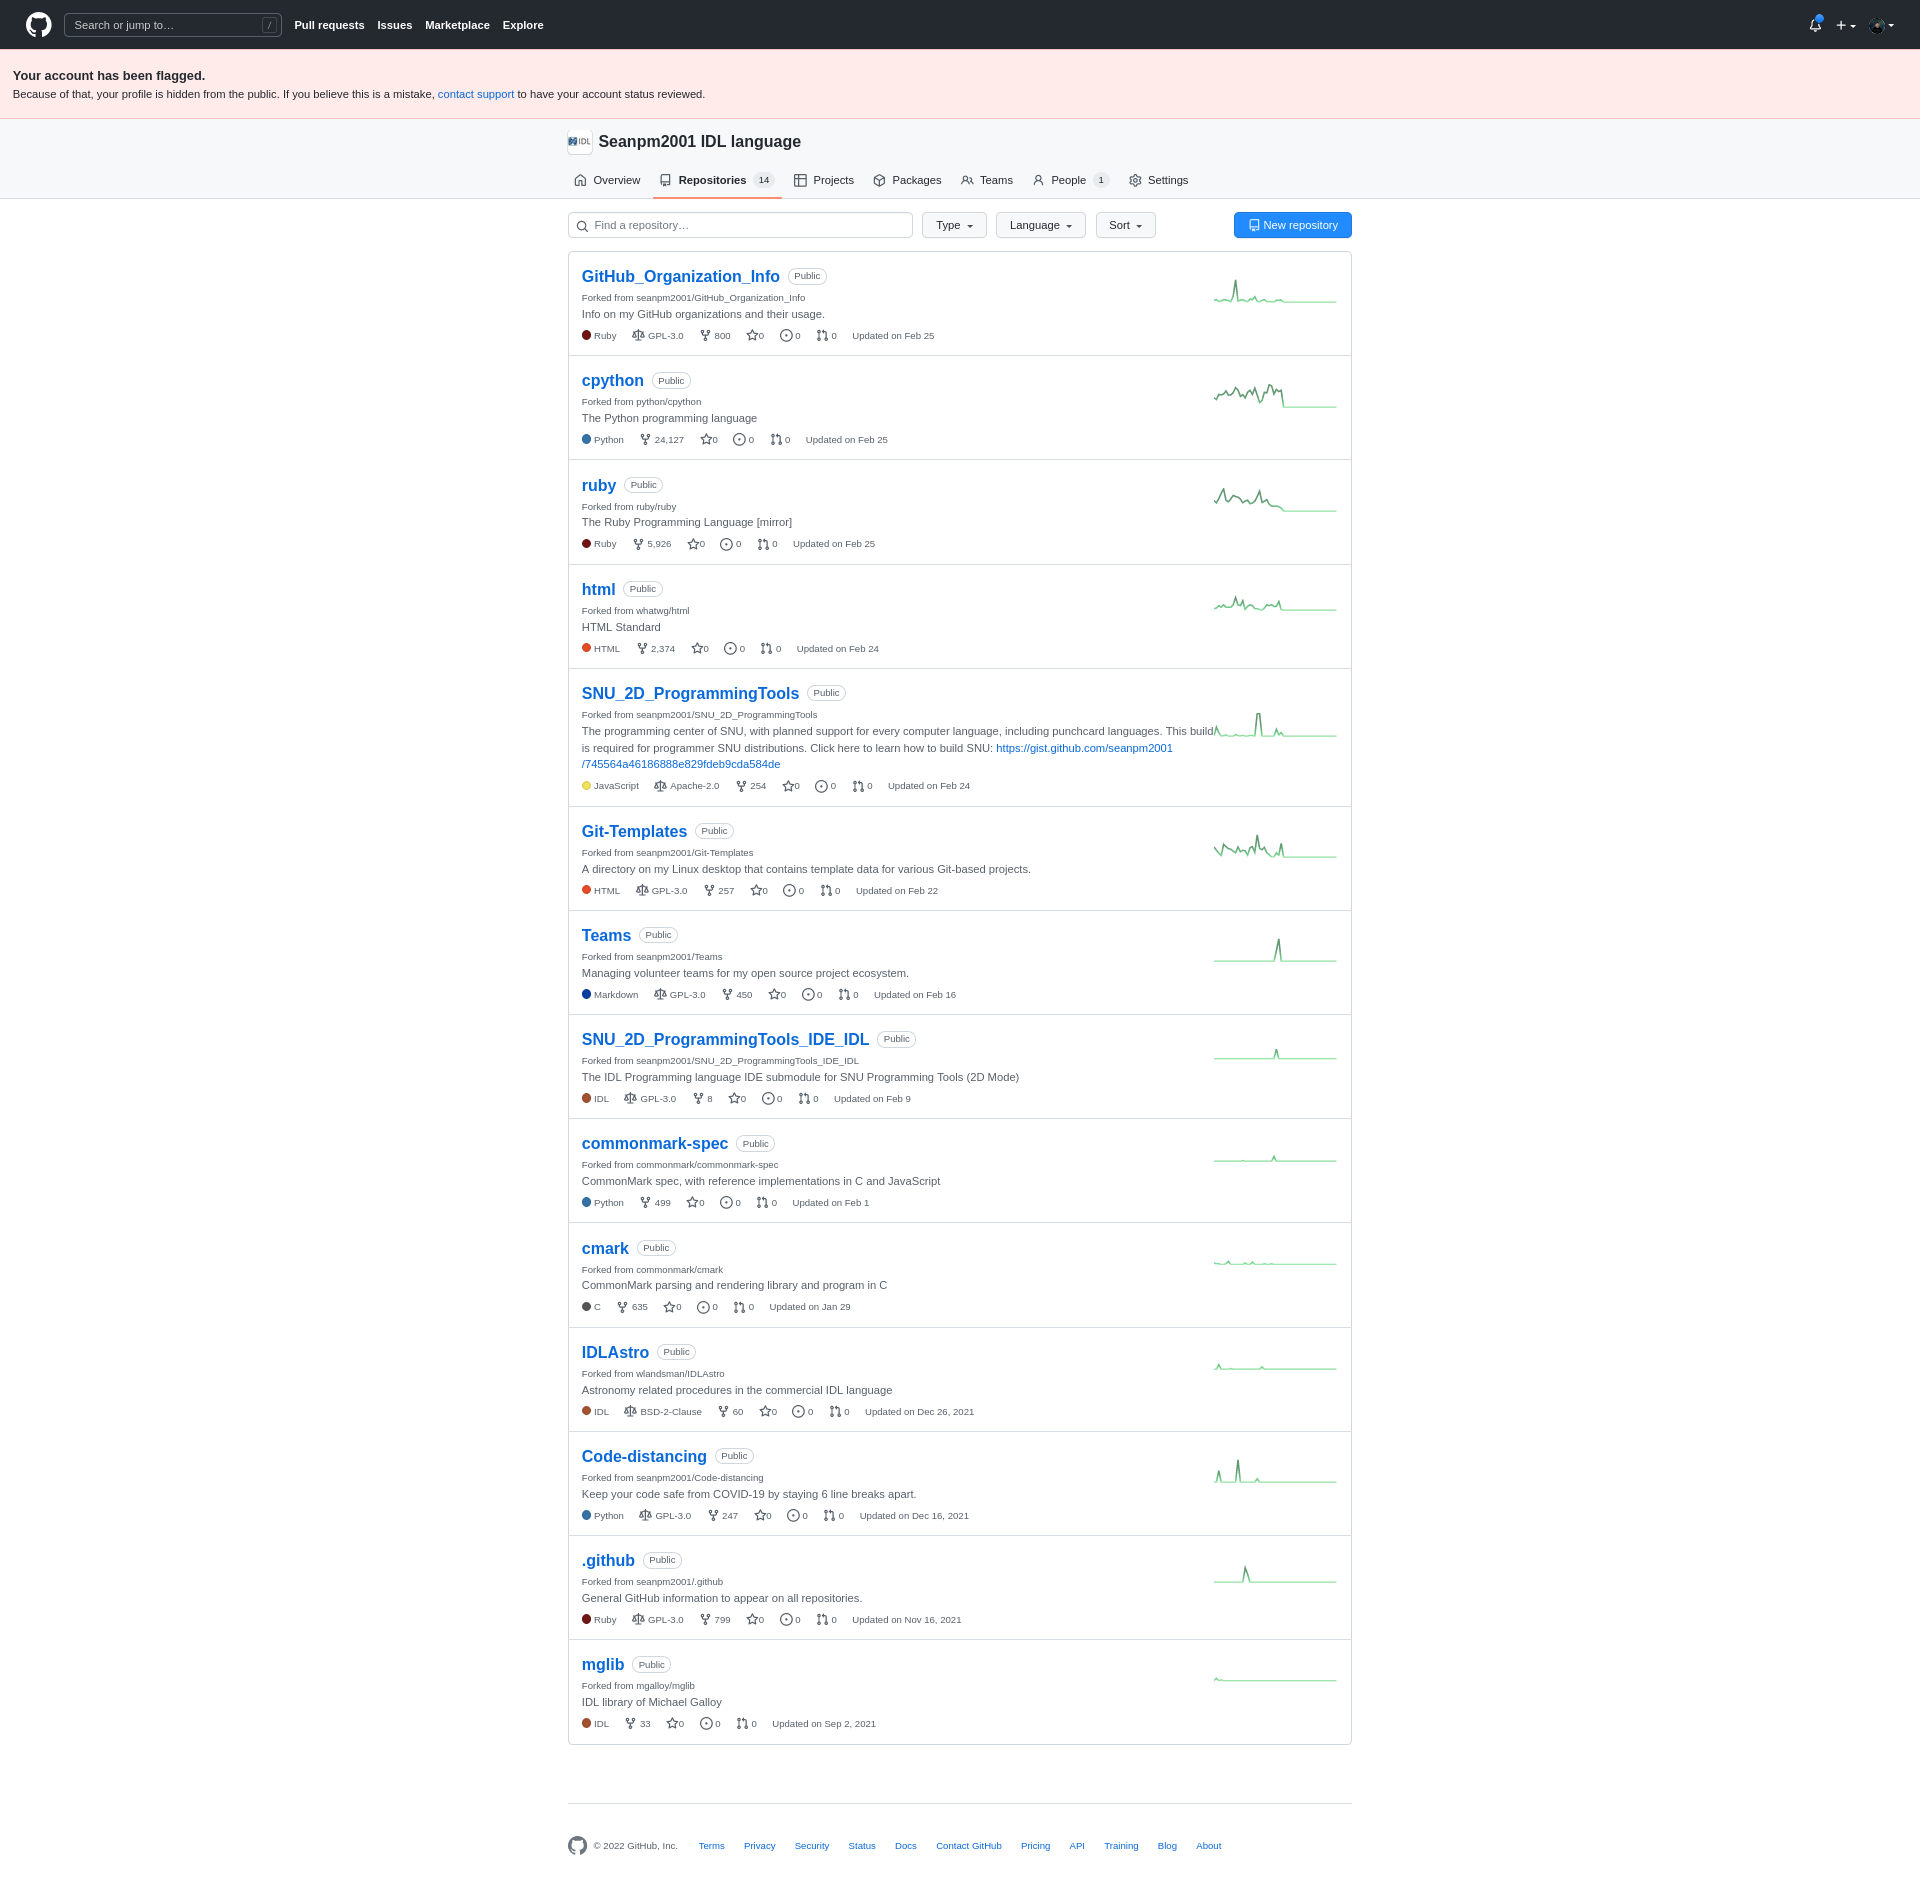 Search or jump to…
/
Pull requests Issues Marketplace Explore
Your account has been flagged.
Because of that, your profile is hidden from the public. If you believe this is a mistake, contact support to have your account status reviewed.
IDL
Seanpm2001 IDL language
Overview Repositories 14 Projects Packages Teams People 1 Settings
Find a repository… Type Language Sort New repository
GitHub_Organization_Info Public
Forked from seanpm2001/GitHub_Organization_Info
Info on my GitHub organizations and their usage.
Ruby GPL-3.0 800 0 0 0 Updated on Feb 25
cpython Public
Forked from python/cpython
The Python programming language
Python 24,127 0 0 0 Updated on Feb 25
ruby Public
Forked from ruby/ruby
The Ruby Programming Language [mirror]
Ruby 5,926 0 0 0 Updated on Feb 25
html Public
Forked from whatwg/html
HTML Standard
HTML 2,374 0 0 0 Updated on Feb 24
SNU_2D_ProgrammingTools Public
Forked from seanpm2001/SNU_2D_ProgrammingTools
The programming center of SNU, with planned support for every computer language, including punchcard languages. This build
is required for programmer SNU distributions. Click here to learn how to build SNU: https://gist.github.com/seanpm2001
/745564a46186888e829fdeb9cda584de
JavaScript Apache-2.0 254 0 0 0 Updated on Feb 24
Git-Templates Public
Forked from seanpm2001/Git-Templates
A directory on my Linux desktop that contains template data for various Git-based projects.
HTML GPL-3.0 257 0 0 0 Updated on Feb 22
Teams Public
Forked from seanpm2001/Teams
Managing volunteer teams for my open source project ecosystem.
Markdown GPL-3.0 450 0 0 0 Updated on Feb 16
SNU_2D_ProgrammingTools_IDE_IDL Public
Forked from seanpm2001/SNU_2D_ProgrammingTools_IDE_IDL
The IDL Programming language IDE submodule for SNU Programming Tools (2D Mode)
IDL GPL-3.0 8 0 0 0 Updated on Feb 9
commonmark-spec Public
Forked from commonmark/commonmark-spec
CommonMark spec, with reference implementations in C and JavaScript
Python 499 0 0 0 Updated on Feb 1
cmark Public
Forked from commonmark/cmark
CommonMark parsing and rendering library and program in C
C 635 0 0 0 Updated on Jan 29
IDLAstro Public
Forked from wlandsman/IDLAstro
Astronomy related procedures in the commercial IDL language
IDL BSD-2-Clause 60 0 0 0 Updated on Dec 26, 2021
Code-distancing Public
Forked from seanpm2001/Code-distancing
Keep your code safe from COVID-19 by staying 6 line breaks apart.
Python GPL-3.0 247 0 0 0 Updated on Dec 16, 2021
.github Public
Forked from seanpm2001/.github
General GitHub information to appear on all repositories.
Ruby GPL-3.0 799 0 0 0 Updated on Nov 16, 2021
mglib Public
Forked from mgalloy/mglib
IDL library of Michael Galloy
IDL 33 0 0 0 Updated on Sep 2, 2021
© 2022 GitHub, Inc. Terms Privacy Security Status Docs Contact GitHub Pricing API Training Blog About